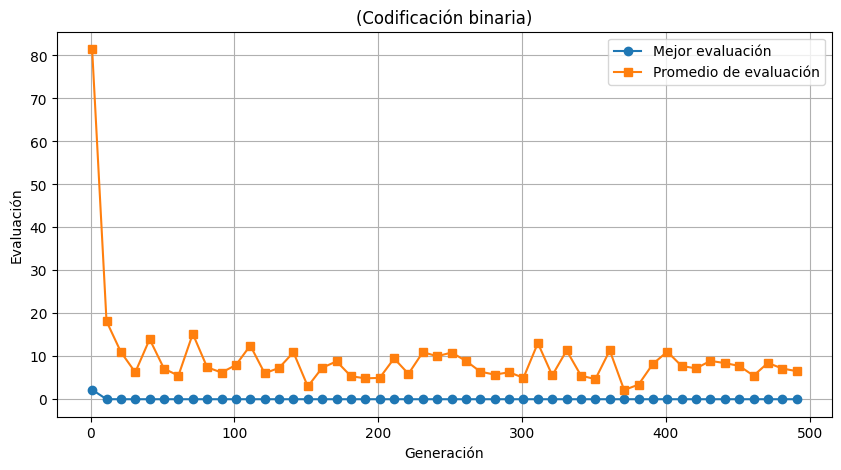 (Codificación binaria)
Mejor evaluación
Promedio de evaluación
Evaluación
80
70
60
50
40
30
20
10
0
0 100 200 300 400 500
Generación